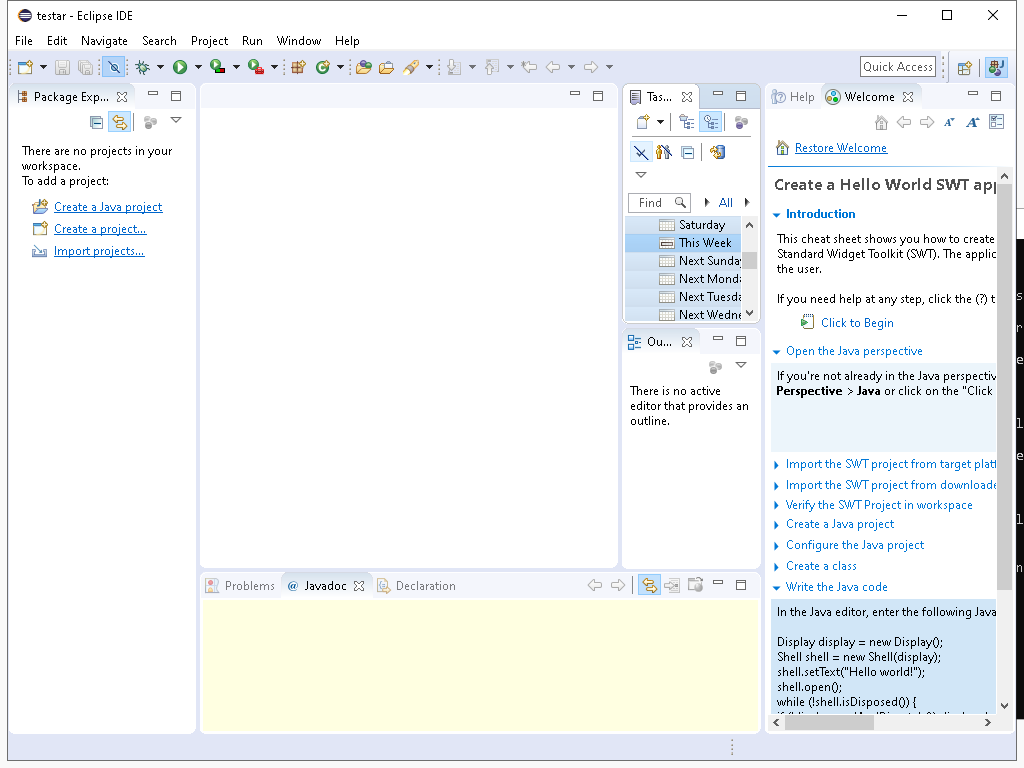 testar - Eclipse IDE
File Edit Navigate Search Project Run Window Help
Quick Access
Package Exp...
There are no projects in your
workspace.
To add a project:
Create a Java project
Create a project...
Import projects...
Tas...
Find
All
Saturday
This Week
Next Sunday
Next Monda
Next Tuesda
Next Wedne
Ou...
There is no active
editor that provides an
outline.
Help
Welcome
Restore Welcome
Create a Hello World SWT app
Introduction
This cheat sheet shows you how to create
Standard Widget Toolkit (SWT). The applic
the user.
If you need help at any step, click the (?) t
Click to Begin
Open the Java perspective
If you're not already in the Java perspectiv
Perspective > Java or click on the "Click
Import the SWT project from target platf
Import the SWT project from downloade
Verify the SWT Project in workspace
Create a Java project
Configure the Java project
Create a class
Write the Java code
In the Java editor, enter the following Java
Display display = new Display();
Shell shell = new Shell(display);
shell.setText("Hello world!");
shell.open();
while (!shell.isDisposed()) {
Problems
@ Javadoc
Declaration